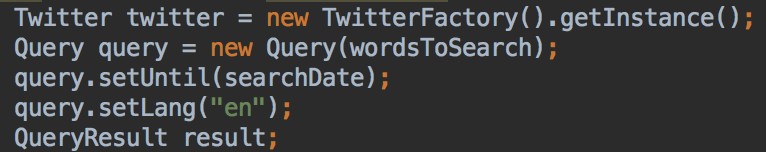 Twitter twitter = new TwitterFactory().getInstance();
Query query = new Query(wordsToSearch);
query.setUntil(searchDate);
query.setLang("en");
QueryResult result;